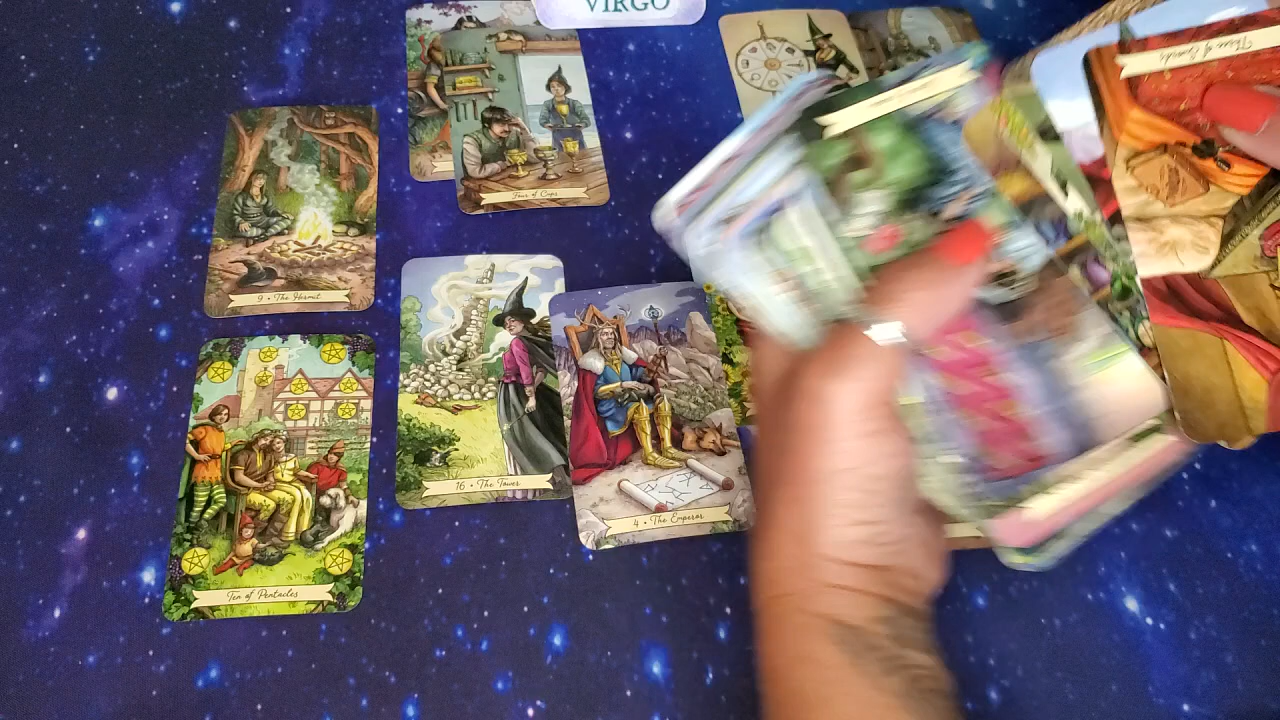 VIRGO
Four of Cups
9 • The Hermit
16 • The Tower
4 • The Emperor
Ten of Pentacles